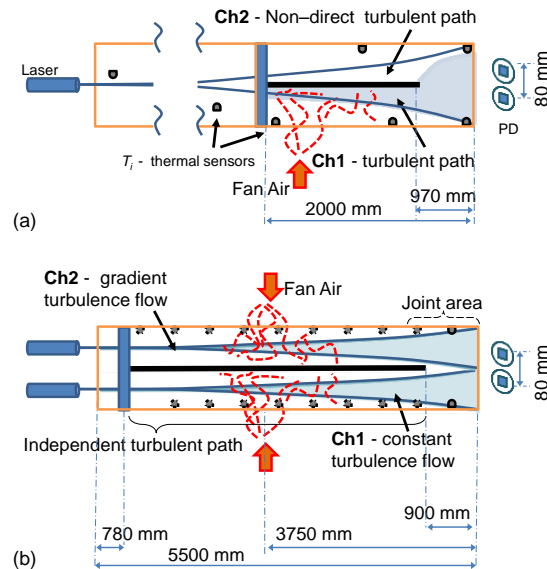 Ch2 - Non–direct turbulent path
Laser
80 mm
PD
Ti - thermal sensors
Ch1 - turbulent path
Fan Air
970 mm
2000 mm
(a)
Ch2 - gradient
turbulence flow
Fan Air
Joint area
80 mm
Independent turbulent path
Ch1 - constant
turbulence flow
900 mm
780 mm
3750 mm
5500 mm
(b)